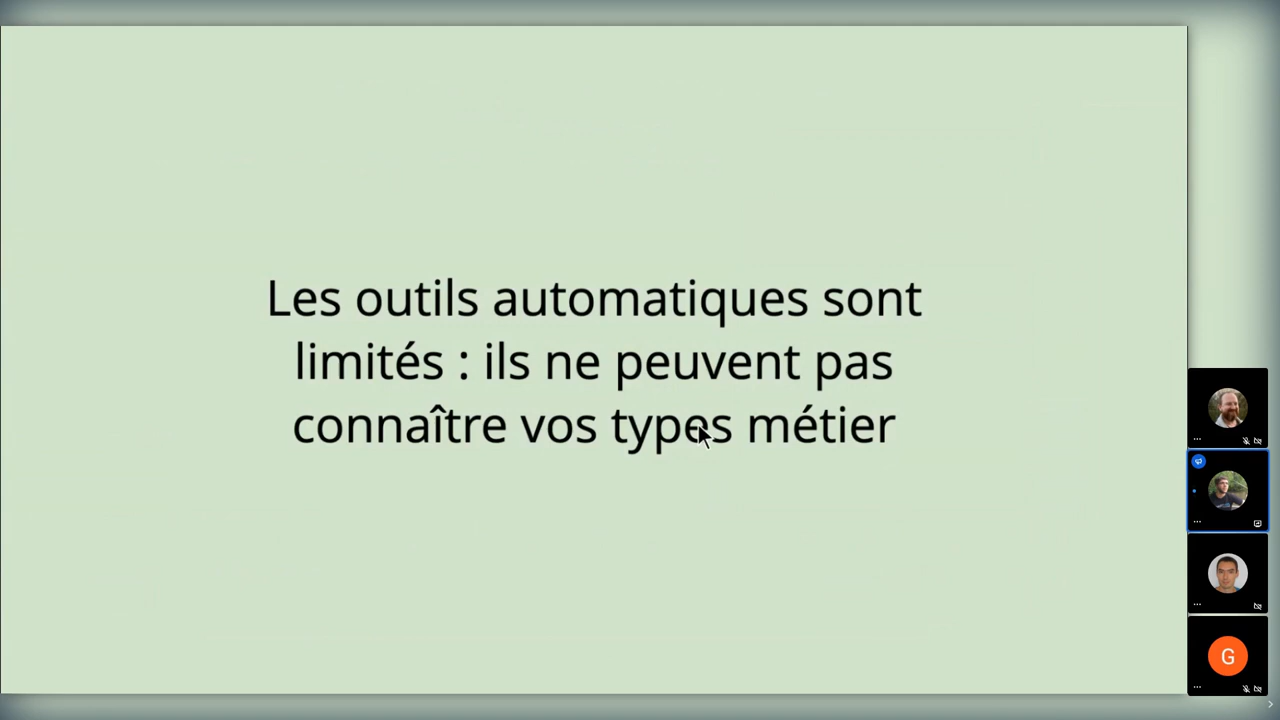 Les outils automatiques sont
limités : ils ne peuvent pas
connaître vos types métier
G